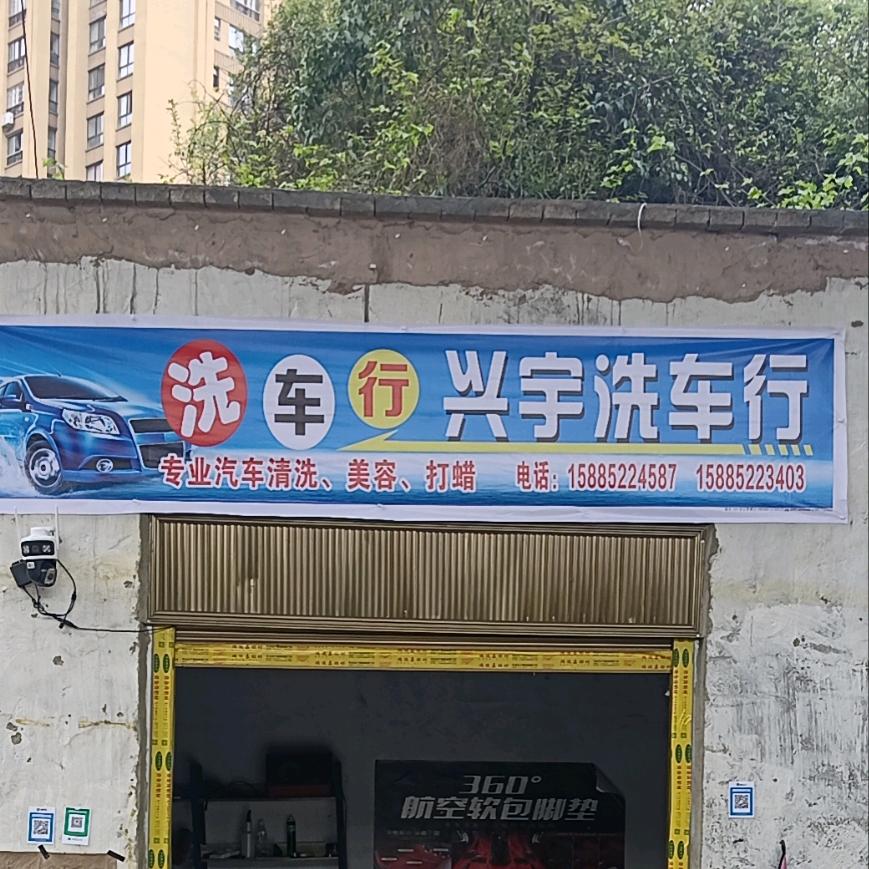 洗车行 兴宇洗车行
专业汽车清洗、美容、打蜡 电话：15885224587 15885223403
360°
航空软包脚垫